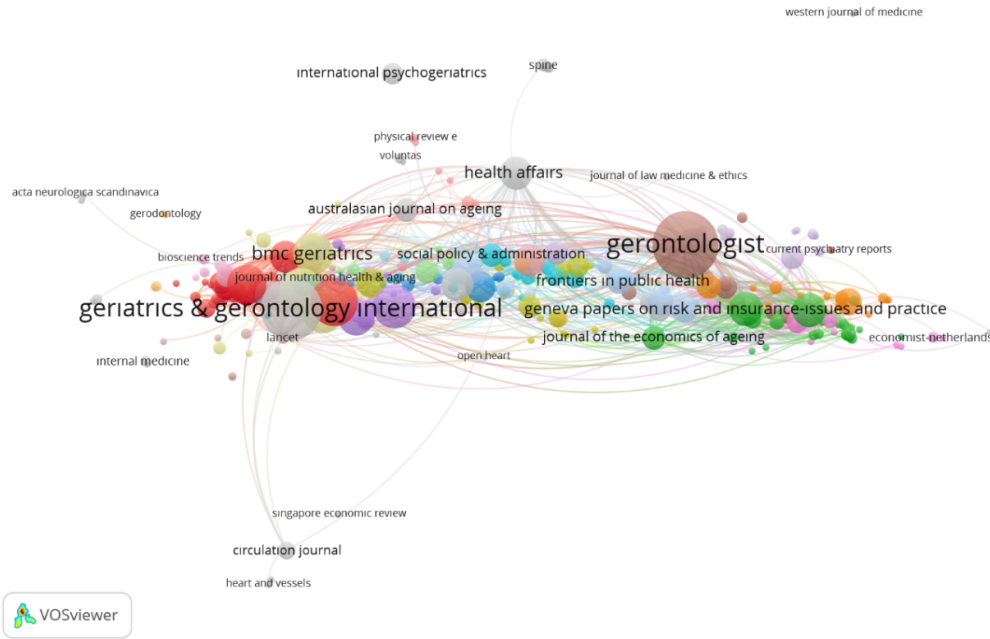 western journal of medicine
spine
international psychogeriatrics
physical review e
voluntas
health affairs
journal of law medicine & ethics
acta neurologica scandinavica
australasian journal on ageing
gerodontology
gerontologist
current psychiatry reports
bmc geriatrics
social policy & administration
bioscience trends
journal of nutrition health & aging
frontiers in public health
geriatrics & gerontology international
geneva papers on risk and insurance-issues and practice
lancet
journal of the economics of ageing
economist-netherlands
open heart
internal medicine
singapore economic review
circulation journal
heart and vessels
VOSviewer